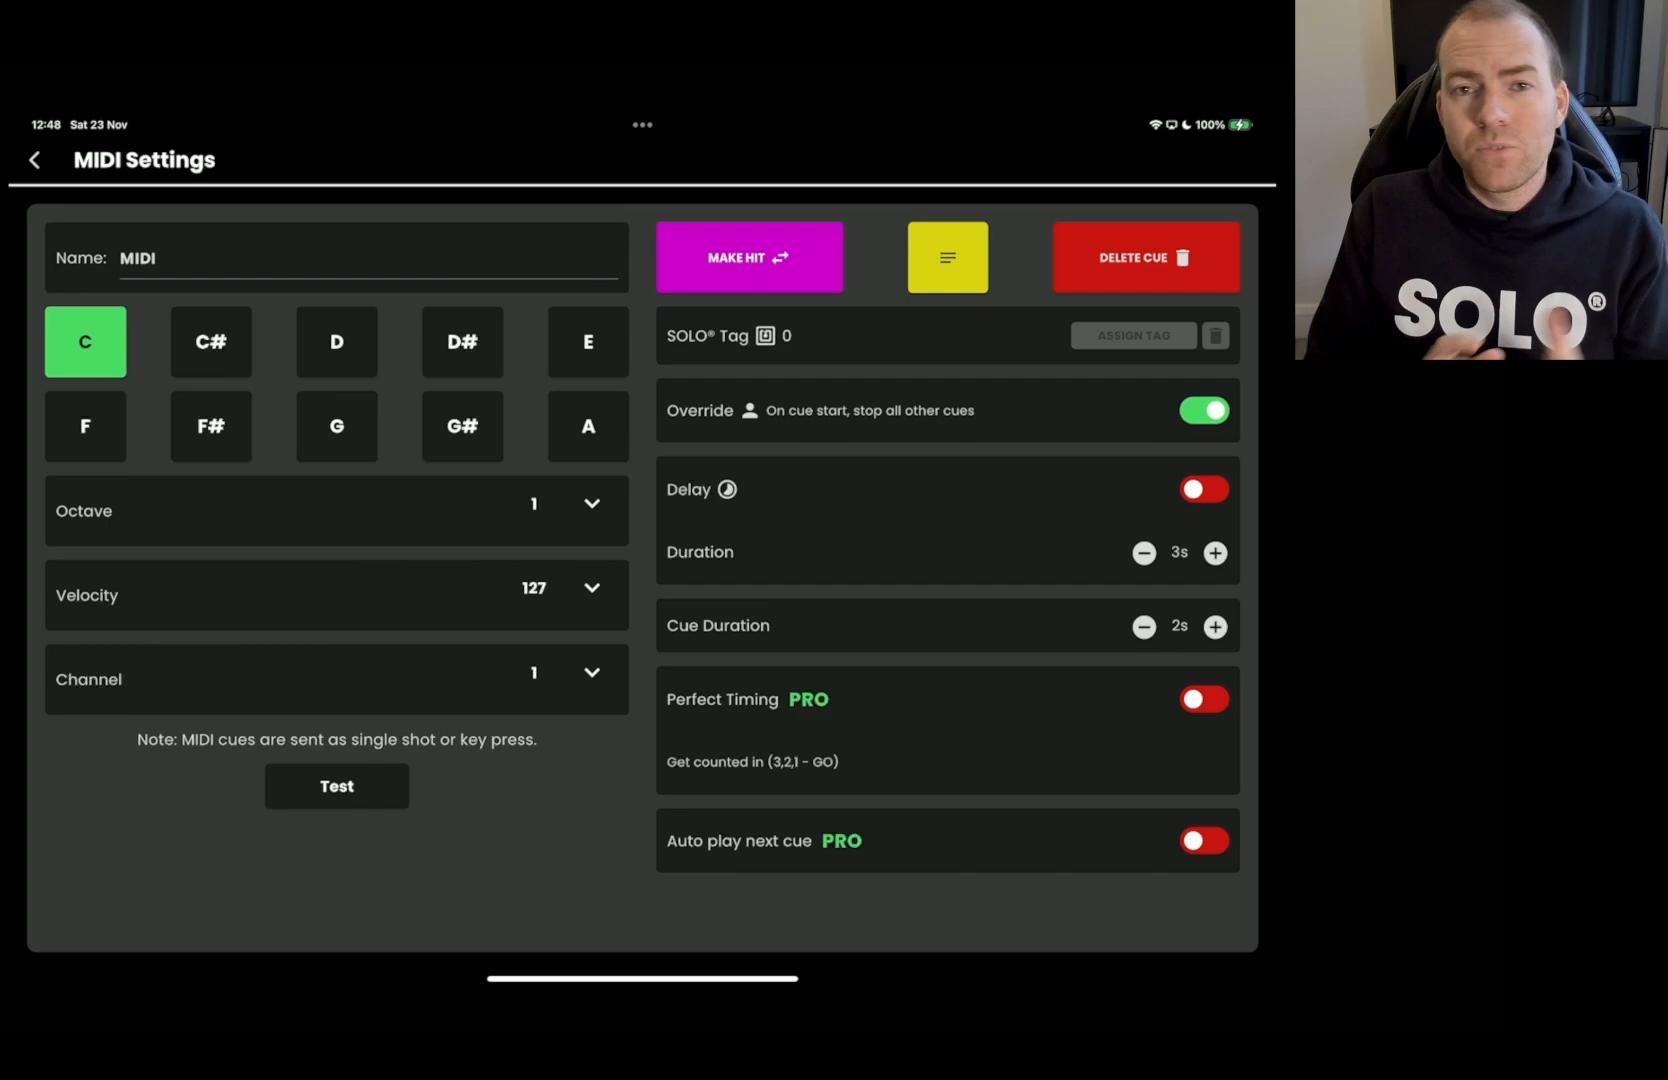 12:48 Sat 23 Nov
100%
MIDI Settings
Name: MIDI
C
C#
D
D#
E
F
F#
G
G#
A
Octave 1
Velocity 127
Channel 1
Note: MIDI cues are sent as single shot or key press.
Test
MAKE HIT
DELETE CUE
SOLO® Tag 0
ASSIGN TAG
Override On cue start, stop all other cues
Delay
Duration 3s
Cue Duration 2s
Perfect Timing PRO
Get counted in (3,2,1 - GO)
Auto play next cue PRO
SOLO®